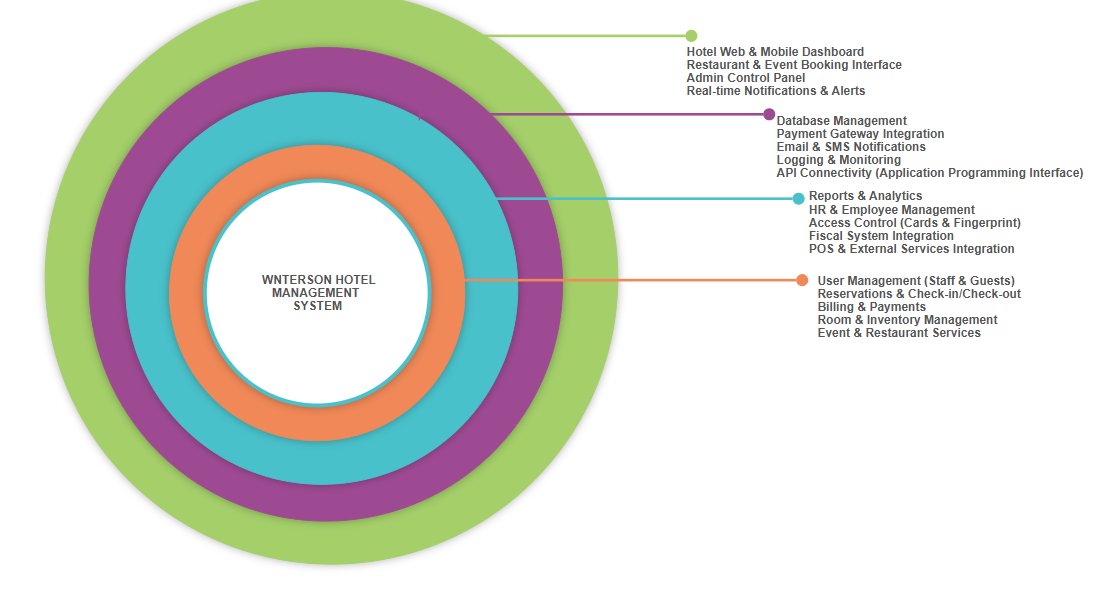 Hotel Web & Mobile Dashboard
Restaurant & Event Booking Interface
Admin Control Panel
Real-time Notifications & Alerts
Database Management
Payment Gateway Integration
Email & SMS Notifications
Logging & Monitoring
API Connectivity (Application Programming Interface)
Reports & Analytics
HR & Employee Management
Access Control (Cards & Fingerprint)
Fiscal System Integration
POS & External Services Integration
WNTERSON HOTEL
MANAGEMENT
SYSTEM
User Management (Staff & Guests)
Reservations & Check-in/Check-out
Billing & Payments
Room & Inventory Management
Event & Restaurant Services